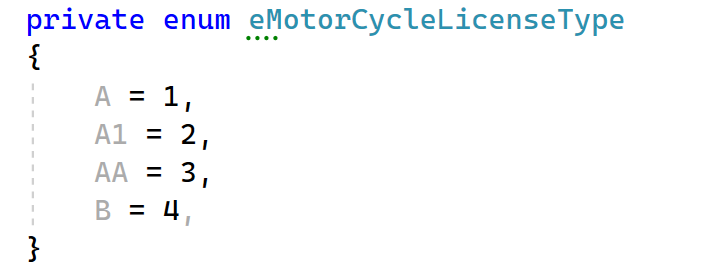 private enum eMotorCycleLicenseType
{
    A = 1,
    A1 = 2,
    AA = 3,
    B = 4,
}